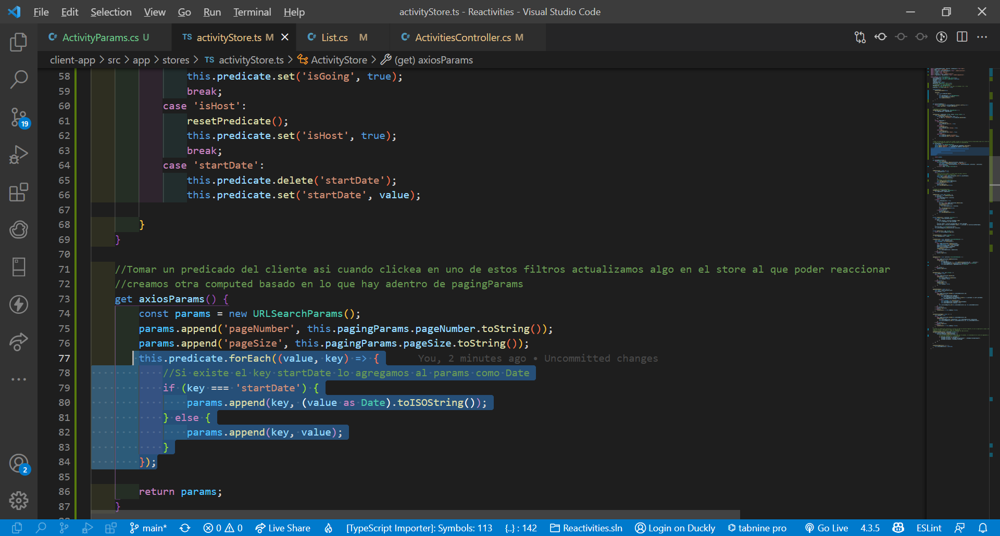 File Edit Selection View Go Run Terminal Help activityStore.ts - Reactivities - Visual Studio Code
C# ActivityParams.cs U TS activityStore.ts M C# List.cs M C# ActivitiesController.cs M
client-app > src > app > stores > TS activityStore.ts > ActivityStore > (get) axiosParams
58 this.predicate.set('isGoing', true);
59 break;
60 case 'isHost':
61 resetPredicate();
62 this.predicate.set('isHost', true);
63 break;
64 case 'startDate':
65 this.predicate.delete('startDate');
66 this.predicate.set('startDate', value);
67
68 }
69 }
70
71 //Tomar un predicado del cliente asi cuando clickea en uno de estos filtros actualizamos algo en el store al que poder reaccionar
72 //creamos otra computed basado en lo que hay adentro de pagingParams
73 get axiosParams() {
74 const params = new URLSearchParams();
75 params.append('pageNumber', this.pagingParams.pageNumber.toString());
76 params.append('pageSize', this.pagingParams.pageSize.toString());
77 this.predicate.forEach((value, key) => { You, 2 minutes ago • Uncommitted changes
78 //Si existe el key startDate lo agregamos al params como Date
79 if (key === 'startDate') {
80 params.append(key, (value as Date).toISOString());
81 } else {
82 params.append(key, value);
83 }
84 });
85
86 return params;
87 }
19
2
main* 0 0 Live Share [TypeScript Importer]: Symbols: 113 {..} : 142 Reactivities.sln Login on Duckly tabnine pro Go Live 4.3.5 ESLint